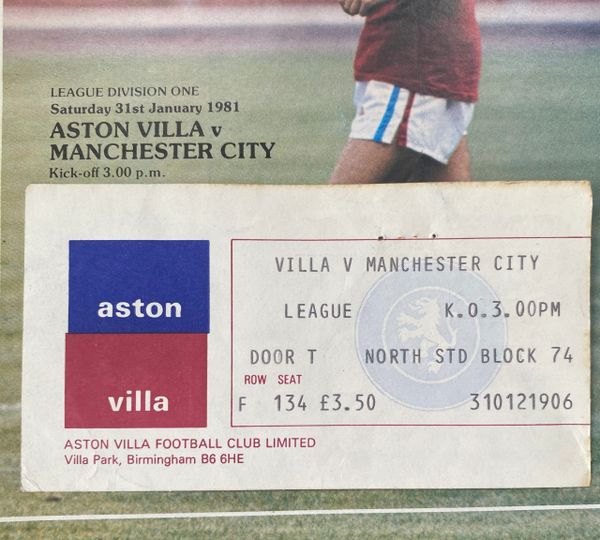 LEAGUE DIVISION ONE
Saturday 31st January 1981
ASTON VILLA v
MANCHESTER CITY
Kick-off 3.00 p.m.
aston
villa
VILLA V MANCHESTER CITY
LEAGUE K.O.3.00PM
DOOR T NORTH STD BLOCK 74
ROW SEAT
F 134 £3.50 310121906
ASTON VILLA FOOTBALL CLUB LIMITED
Villa Park, Birmingham B6 6HE